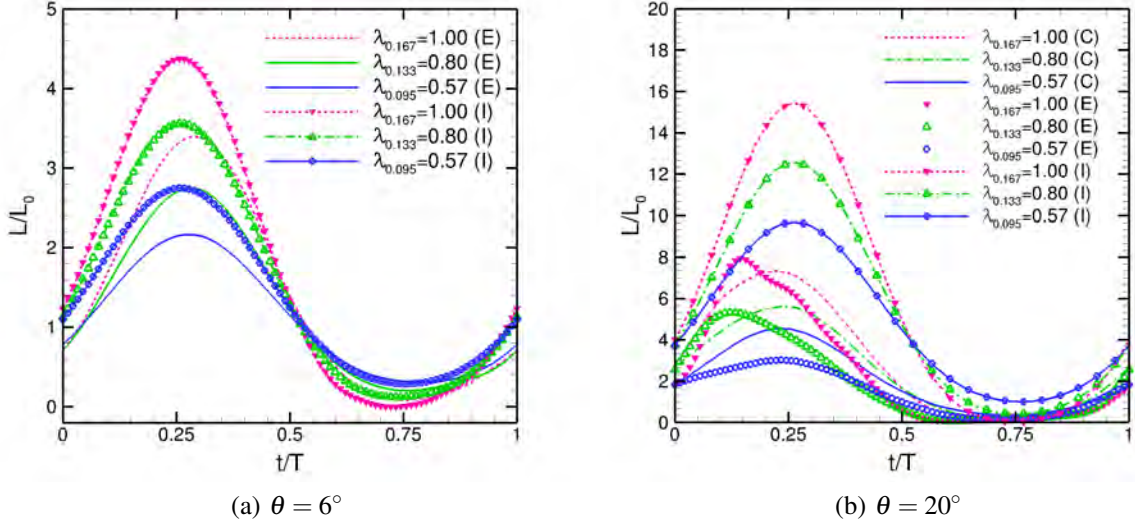 L/L₀
6
5
4
3
2
1
0
λ0.167=1.00 (E)
λ0.133=0.80 (E)
λ0.095=0.57 (E)
λ0.167=1.00 (I)
λ0.133=0.80 (I)
λ0.095=0.57 (I)
0 0.25 0.5 0.75 1
t/T
(a) θ = 6°
L/L₀
20
18
16
14
12
10
8
6
4
2
0
λ0.167=1.00 (C)
λ0.133=0.80 (C)
λ0.095=0.57 (C)
λ0.167=1.00 (E)
λ0.133=0.80 (E)
λ0.095=0.57 (E)
λ0.167=1.00 (I)
λ0.133=0.80 (I)
λ0.095=0.57 (I)
0 0.25 0.5 0.75 1
t/T
(b) θ = 20°